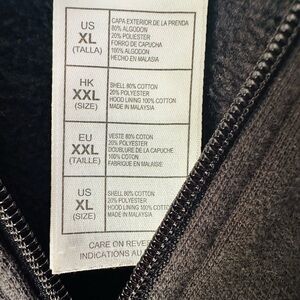 US
XL
(TALLA)
CAPA EXTERIOR DE LA PRENDA
80% ALGODON
20% POLIESTER
FORRO DE CAPUCHA
100% ALGODON
HECHO EN MALASIA
HK
XXL
(SIZE)
SHELL 80% COTTON
20% POLYESTER
HOOD LINING 100% COTTON
MADE IN MALAYSIA
EU
XXL
(TAILLE)
VESTE 80% COTON
20% POLYESTER
DOUBLURE DE LA CAPUCHE
100% COTON
FABRIQUE EN MALAISIE
US
XL
(SIZE)
SHELL 80% COTTON
20% POLYESTER
HOOD LINING 100% COTTO
MADE IN MALAYSIA
CARE ON REVE
INDICATIONS AU